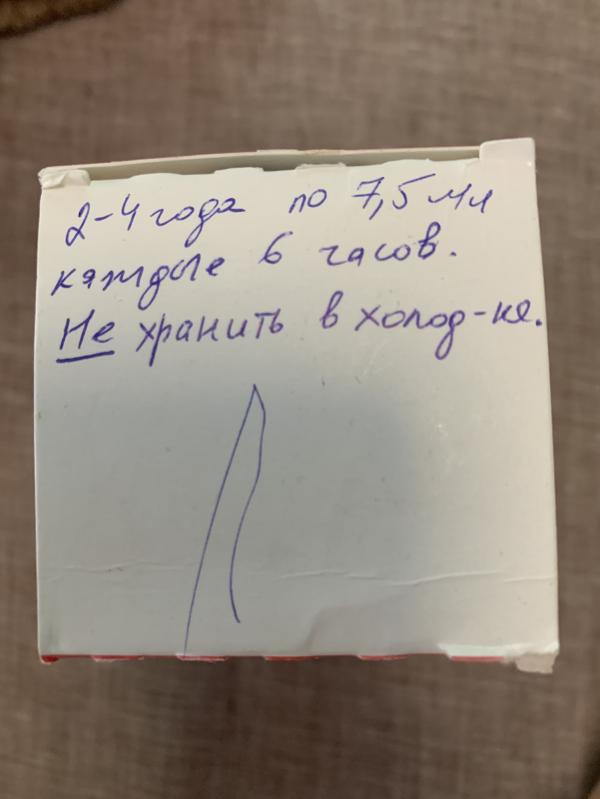 2-4 года по 7,5 мл
каждые 6 часов.
Не хранить в холод-ке.